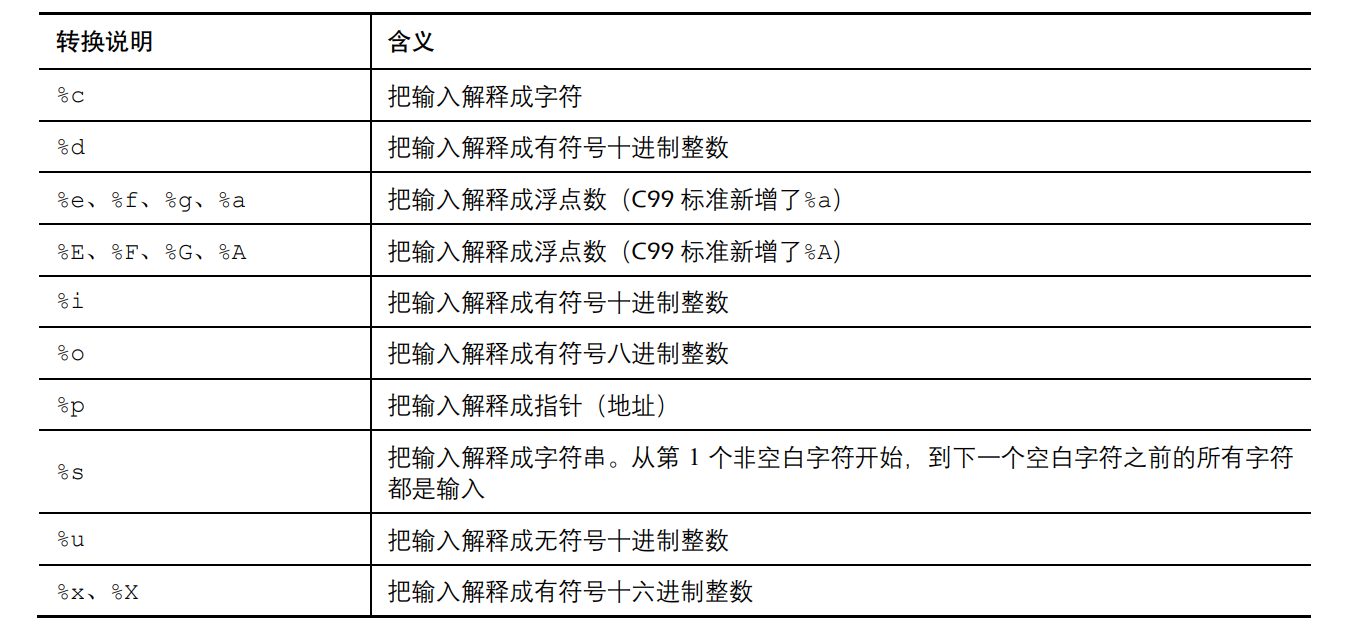 转换说明 含义
%c 把输入解释成字符
%d 把输入解释成有符号十进制整数
%e、%f、%g、%a 把输入解释成浮点数（C99 标准新增了%a）
%E、%F、%G、%A 把输入解释成浮点数（C99 标准新增了%A）
%i 把输入解释成有符号十进制整数
%o 把输入解释成有符号八进制整数
%p 把输入解释成指针（地址）
%s 把输入解释成字符串。从第 1 个非空白字符开始，到下一个空白字符之前的所有字符
都是输入
%u 把输入解释成无符号十进制整数
%x、%X 把输入解释成有符号十六进制整数